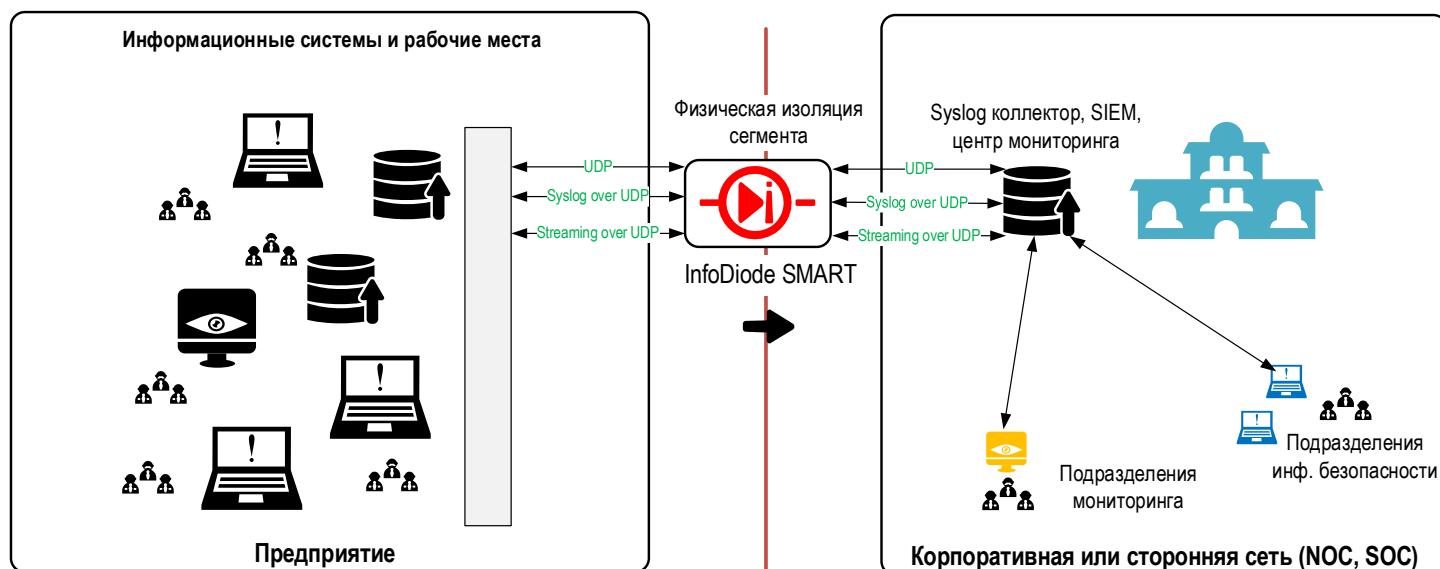 Информационные системы и рабочие места
Физическая изоляция
сегмента
Syslog коллектор, SIEM,
центр мониторинга
UDP
UDP
Syslog over UDP
Syslog over UDP
Streaming over UDP
Streaming over UDP
InfoDiode SMART
Подразделения
мониторинга
Подразделения
инф. безопасности
Предприятие
Корпоративная или сторонняя сеть (NOC, SOC)